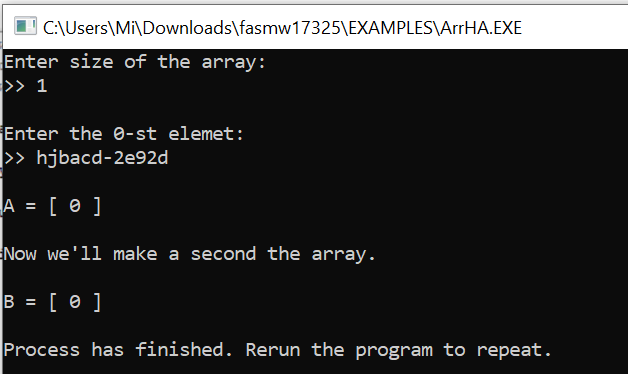 C:\Users\Mi\Downloads\fasmw17325\EXAMPLES\ArrHA.EXE
Enter size of the array:
>> 1
Enter the 0-st elemet:
>> hjbacd-2e92d
A = [ 0 ]
Now we'll make a second the array.
B = [ 0 ]
Process has finished. Rerun the program to repeat.